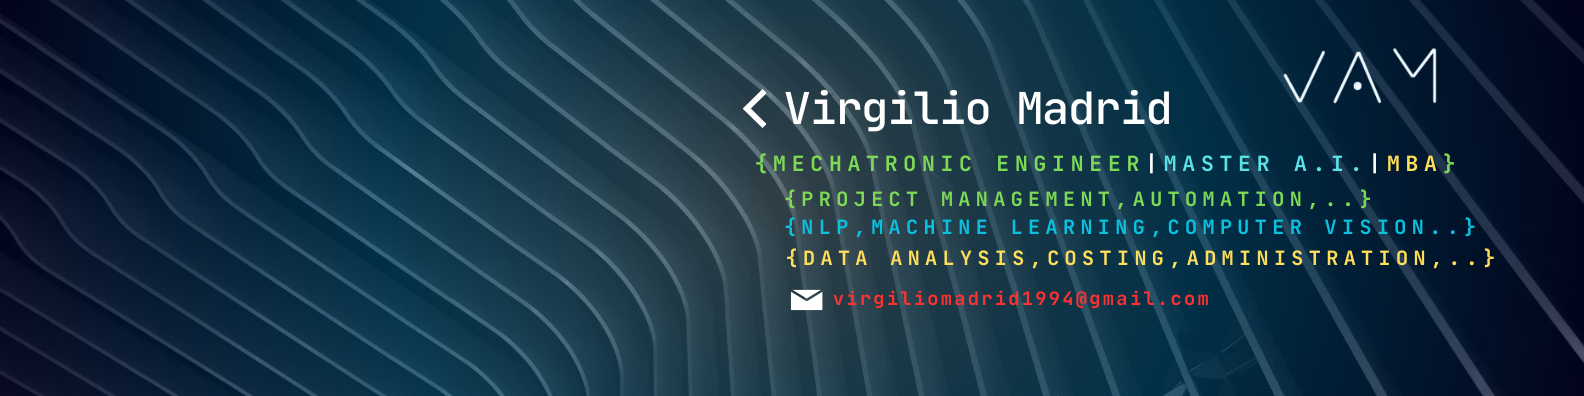 VAM
< Virgilio Madrid
{MECHATRONIC ENGINEER|MASTER A.I.|MBA}
{PROJECT MANAGEMENT,AUTOMATION,..}
{NLP,MACHINE LEARNING,COMPUTER VISION..}
{DATA ANALYSIS,COSTING,ADMINISTRATION,..}
virgiliomadrid1994@gmail.com